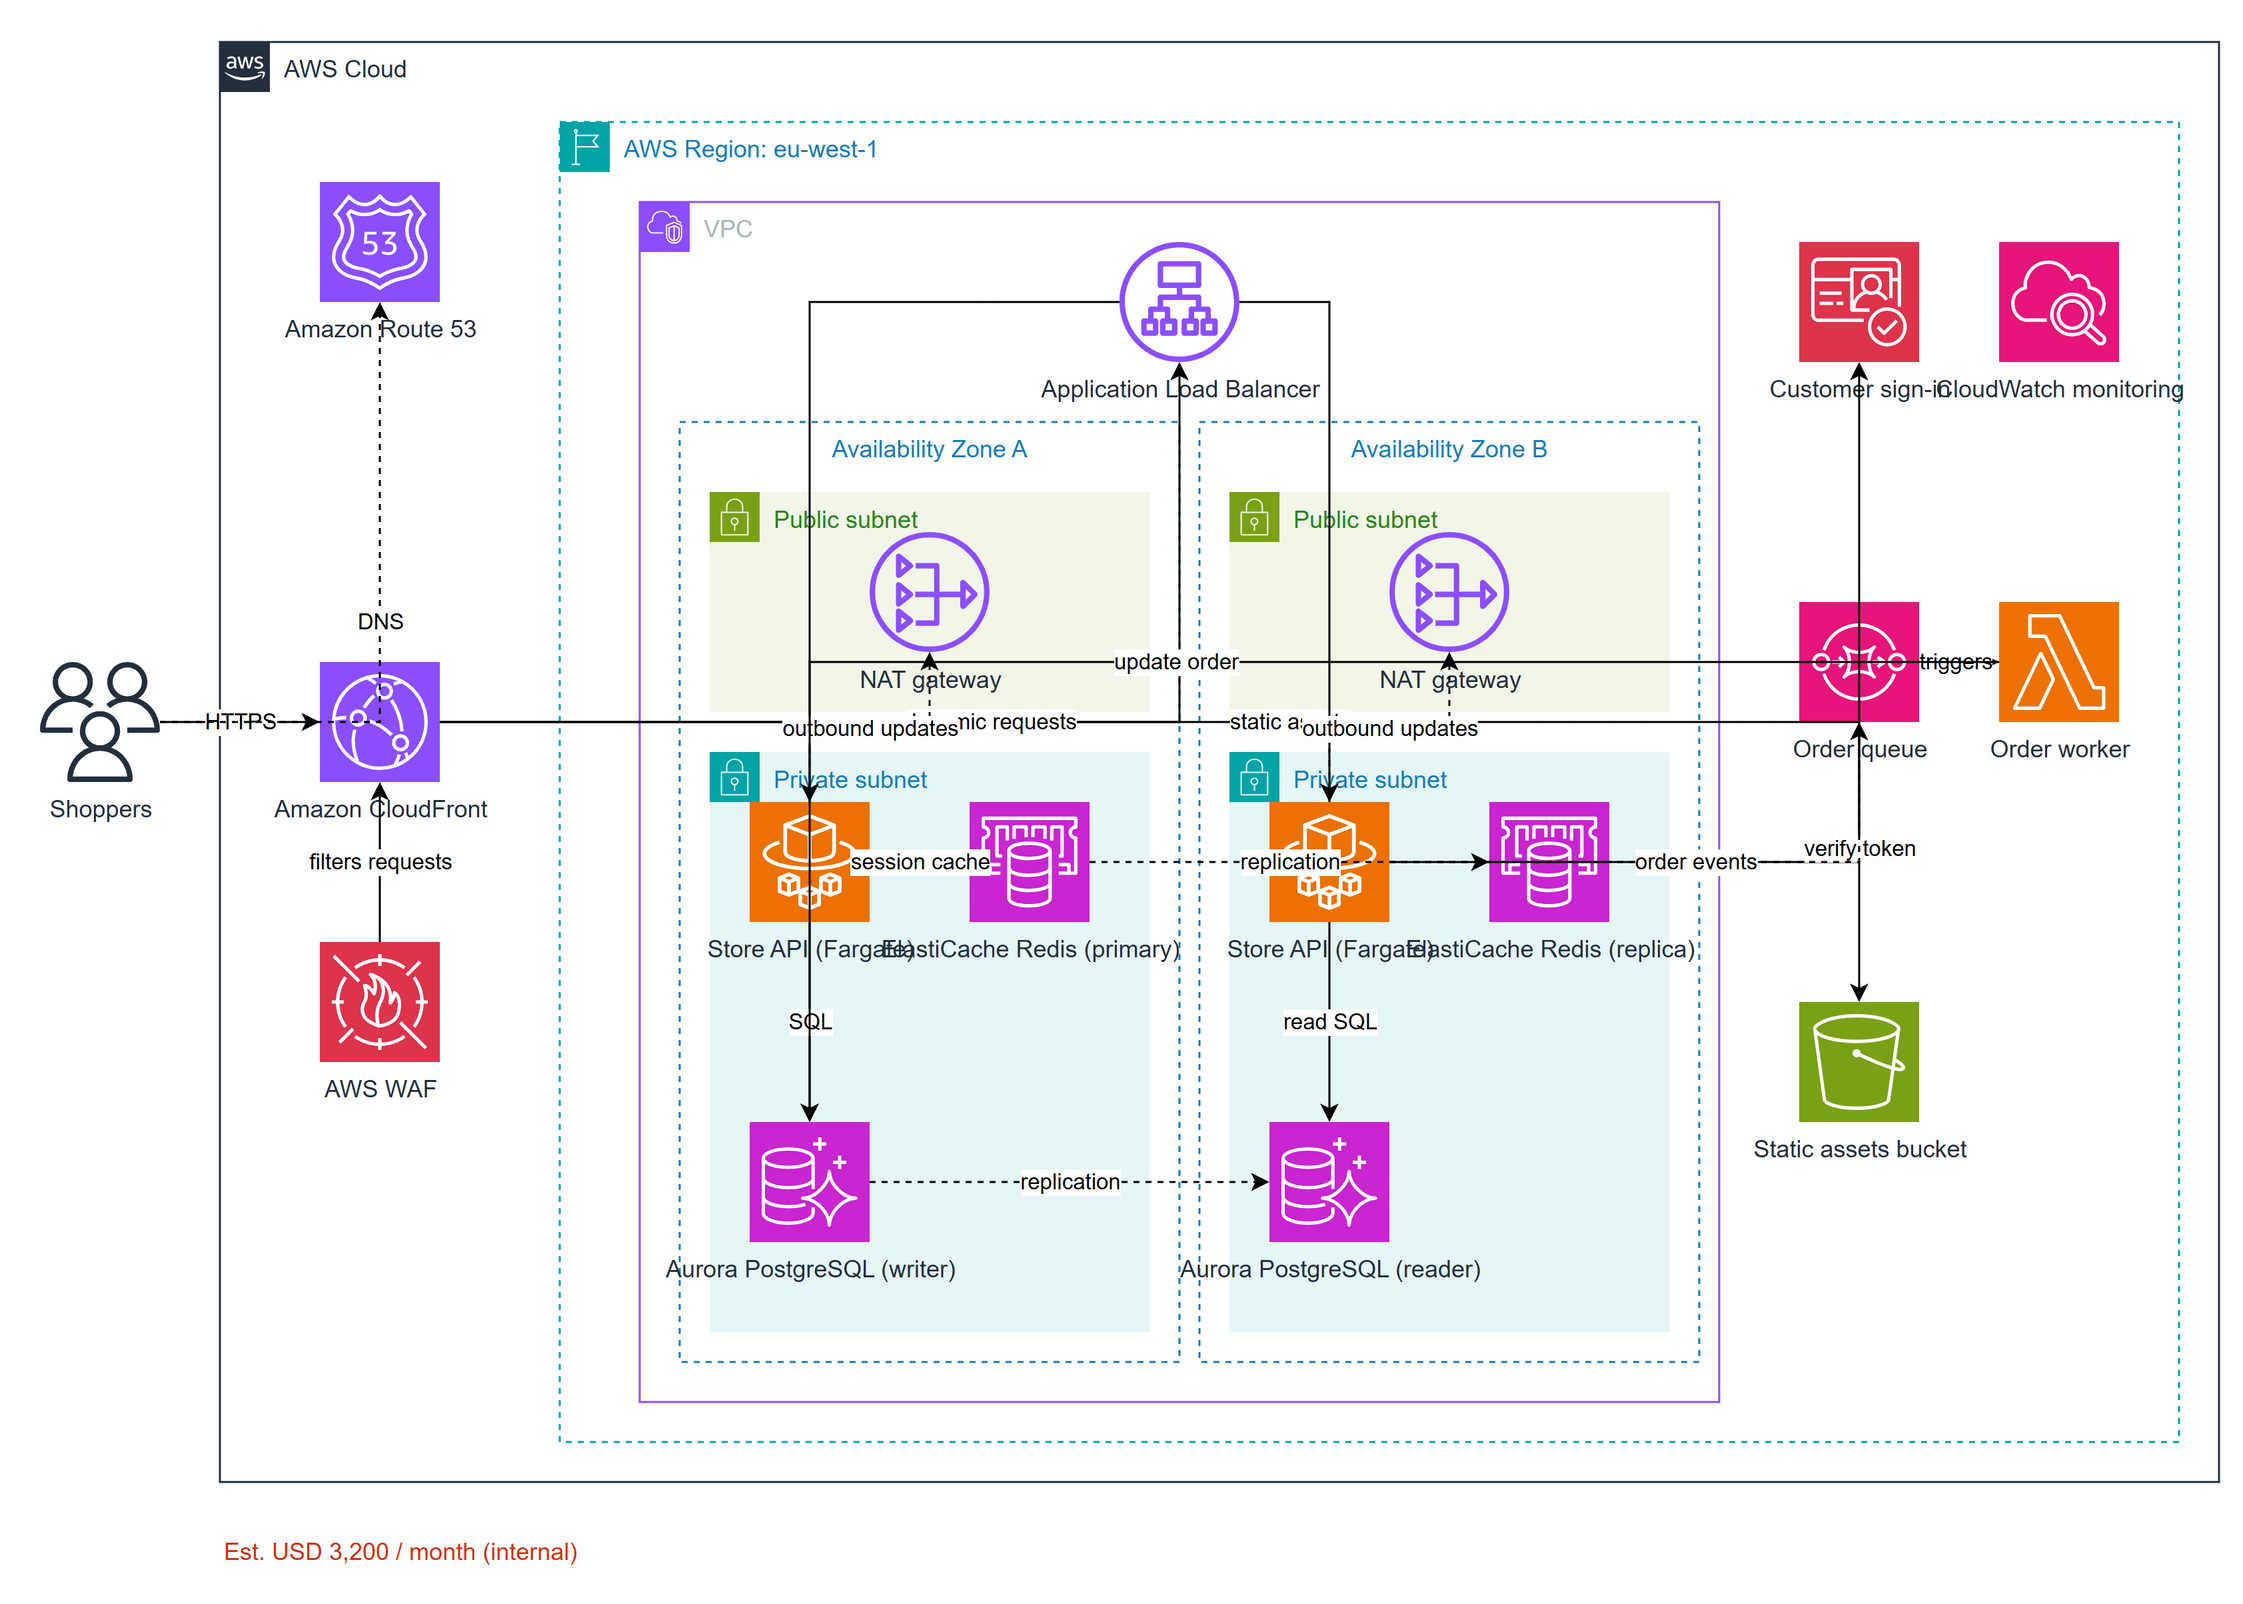 aws
AWS Cloud
AWS Region: eu-west-1
VPC
53
Amazon Route 53
Application Load Balancer
Customer sign-in
CloudWatch monitoring
Availability Zone A
Availability Zone B
Public subnet
Public subnet
DNS
update order
triggers
NAT gateway
NAT gateway
HTTPS
outbound updates
requests
static
outbound updates
Order queue
Order worker
Shoppers
Amazon CloudFront
Private subnet
Private subnet
filters requests
session cache
replication
order events
verify token
Store API (Fargate)
ElastiCache Redis (primary)
Store API (Fargate)
ElastiCache Redis (replica)
SQL
read SQL
AWS WAF
Static assets bucket
replication
Aurora PostgreSQL (writer)
Aurora PostgreSQL (reader)
Est. USD 3,200 / month (internal)